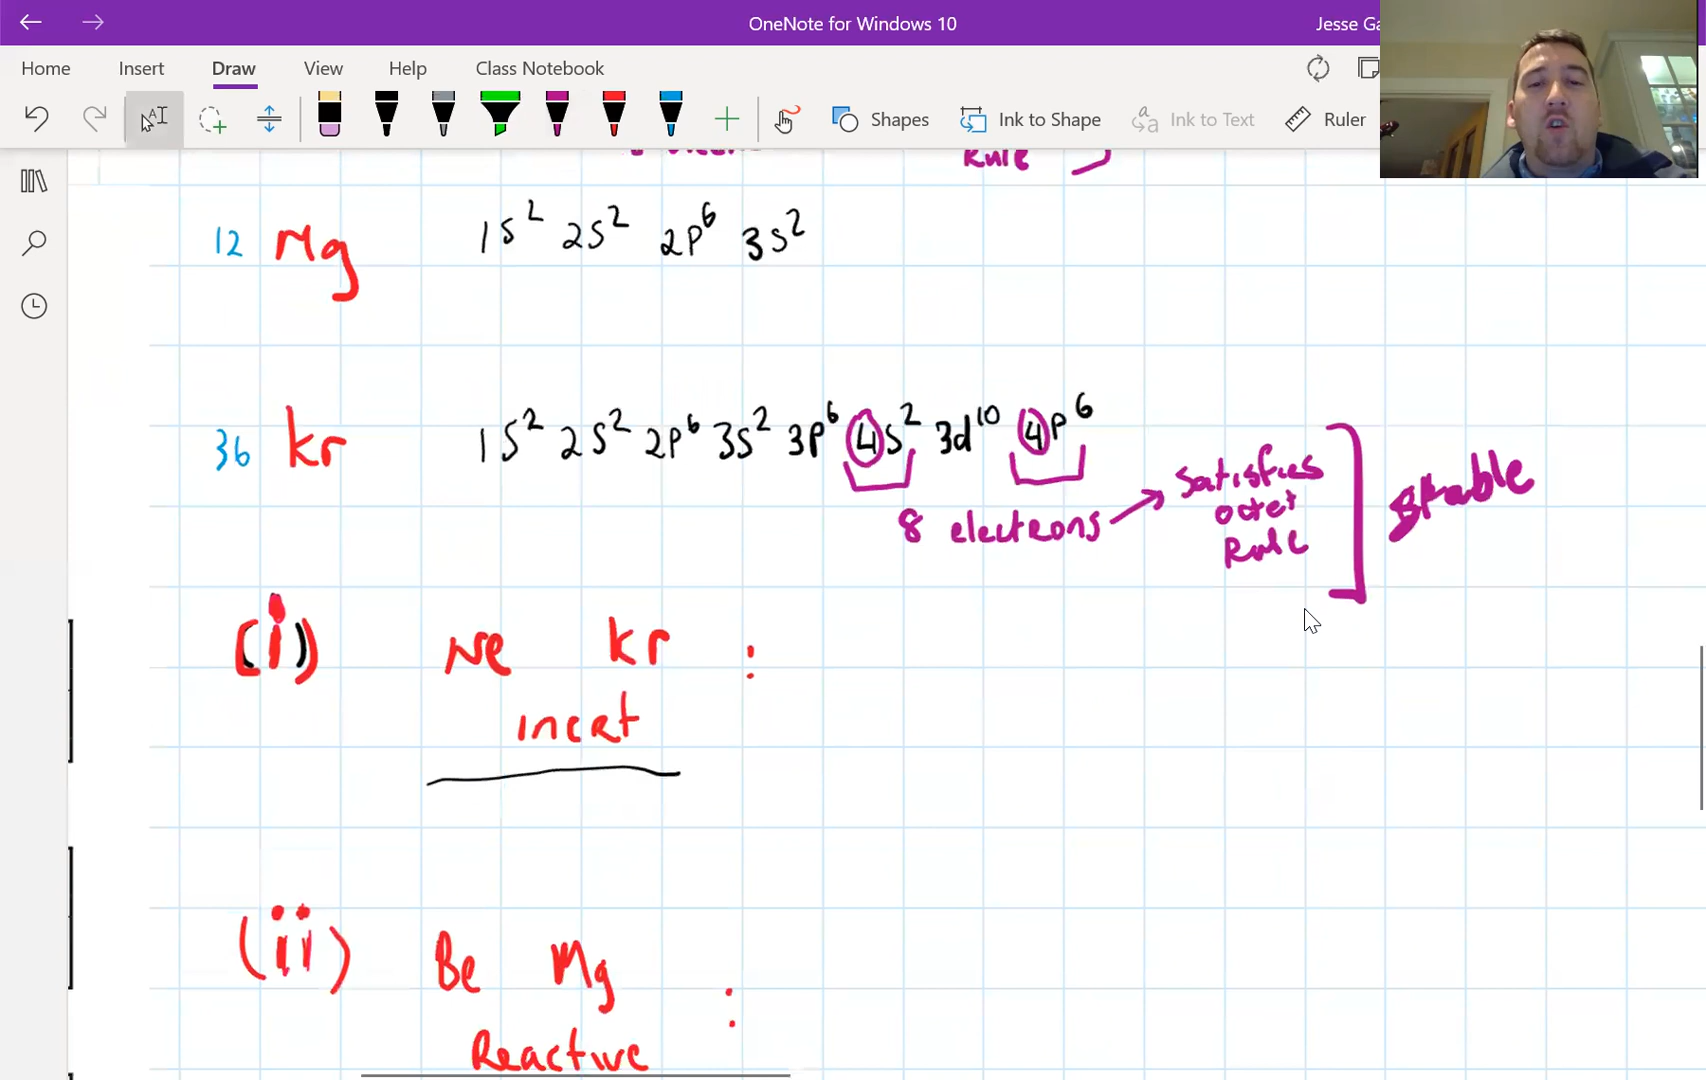 OneNote for Windows 10
Jesse Ga
Home Insert Draw View Help Class Notebook
Shapes Ink to Shape Ink to Text Ruler
Rule
12 Mg 1s² 2s² 2p⁶ 3s²
36 kr 1s² 2s² 2p⁶ 3s² 3p⁶ 4s² 3d¹⁰ 4p⁶
8 electrons → Satisfies
octet
Rule
stable
(i) Ne kr :
inert
(ii) Be Mg :
Reactive